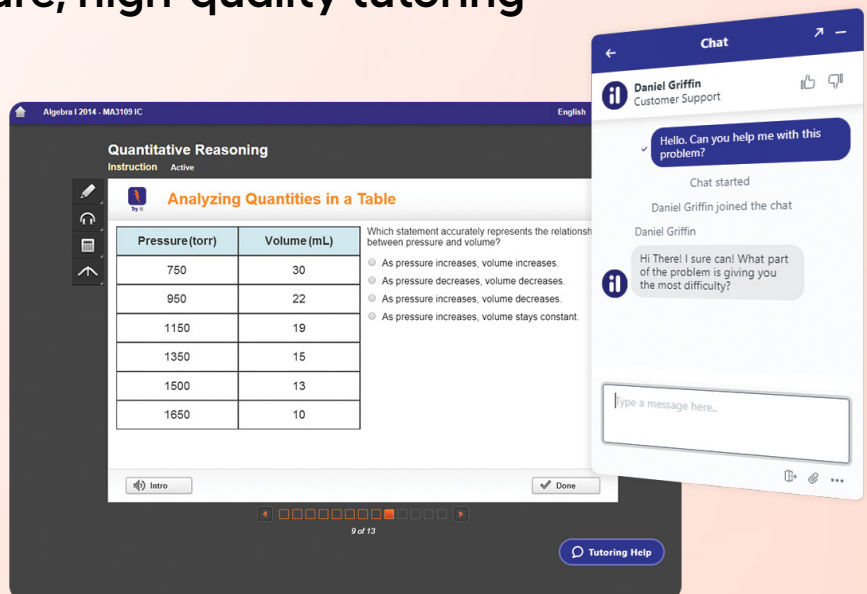 high-quality tutoring
Algebra I 2014 - MA3109 IC
English
Quantitative Reasoning
Instruction Active
Try It
Analyzing Quantities in a Table
Pressure (torr) Volume (mL)
750 30
950 22
1150 19
1350 15
1500 13
1650 10
Which statement accurately represents the
between pressure and volume?
As pressure increases, volume increases.
As pressure decreases, volume decreases.
As pressure increases, volume decreases.
As pressure increases, volume stays constant.
Intro
Done
9 of 13
Tutoring Help
Chat
Daniel Griffin
Customer Support
Hello. Can you help me with this
problem?
Chat started
Daniel Griffin joined the chat
Daniel Griffin
Hi There! I sure can! What part
of the problem is giving you
the most difficulty?
Type a message here..